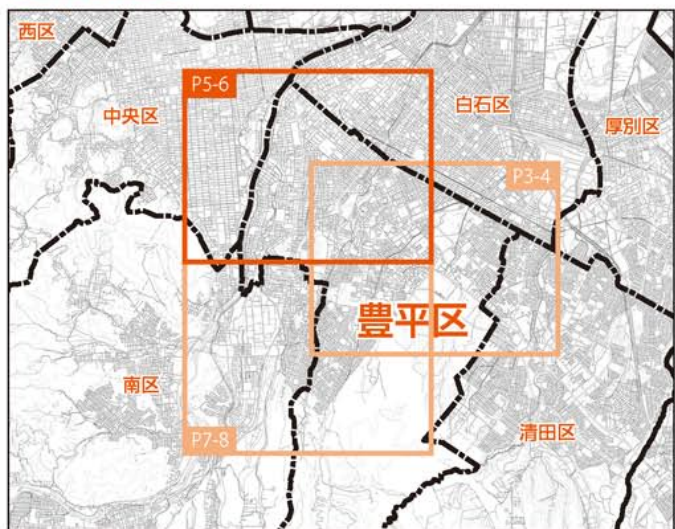 西区
P5-6
中央区
白石区
厚別区
P3-4
豊平区
南区
清田区
P7-8